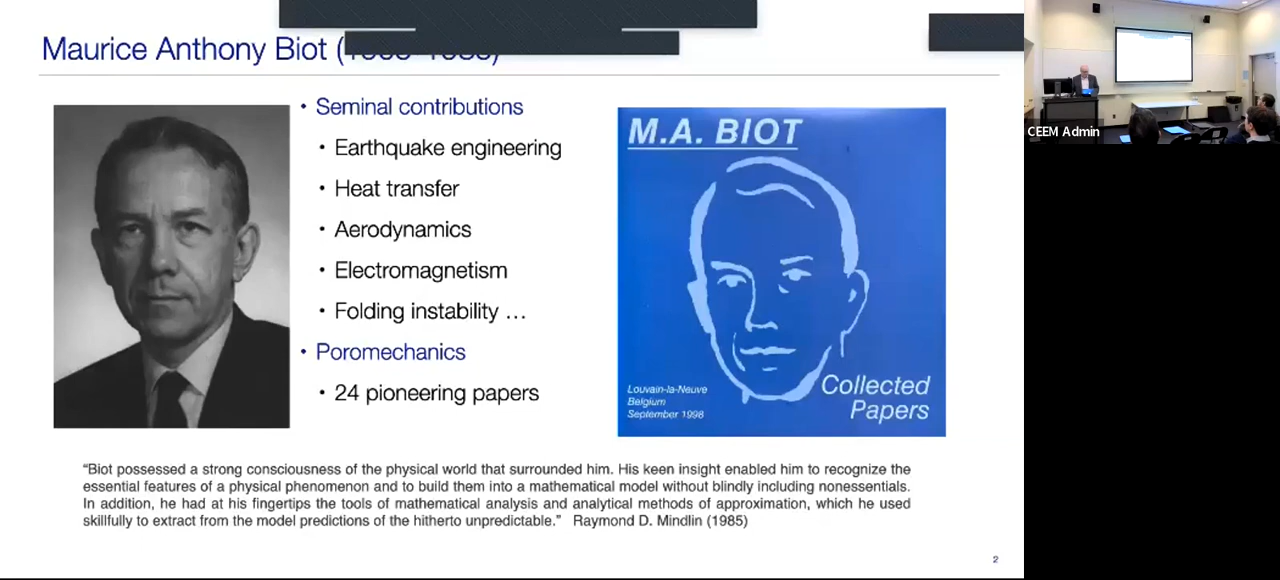 Maurice Anthony Biot (
• Seminal contributions
• Earthquake engineering
• Heat transfer
• Aerodynamics
• Electromagnetism
• Folding instability ...
• Poromechanics
• 24 pioneering papers
M.A. BIOT
Louvain-la-Neuve
Belgium
September 1998
Collected
Papers
"Biot possessed a strong consciousness of the physical world that surrounded him. His keen insight enabled him to recognize the
essential features of a physical phenomenon and to build them into a mathematical model without blindly including nonessentials.
In addition, he had at his fingertips the tools of mathematical analysis and analytical methods of approximation, which he used
skillfully to extract from the model predictions of the hitherto unpredictable." Raymond D. Mindlin (1985)
2
CEEM Admin